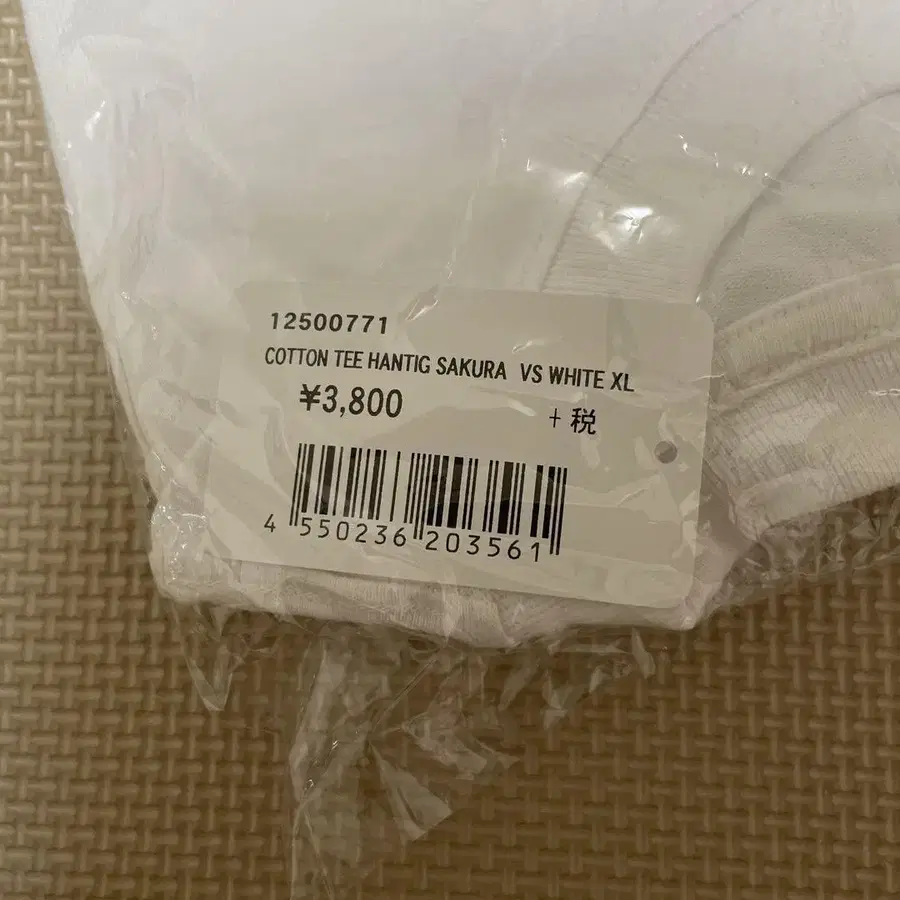 12500771
COTTON TEE HANTIG SAKURA VS WHITE XL
¥3,800 +税
4 550236 203561